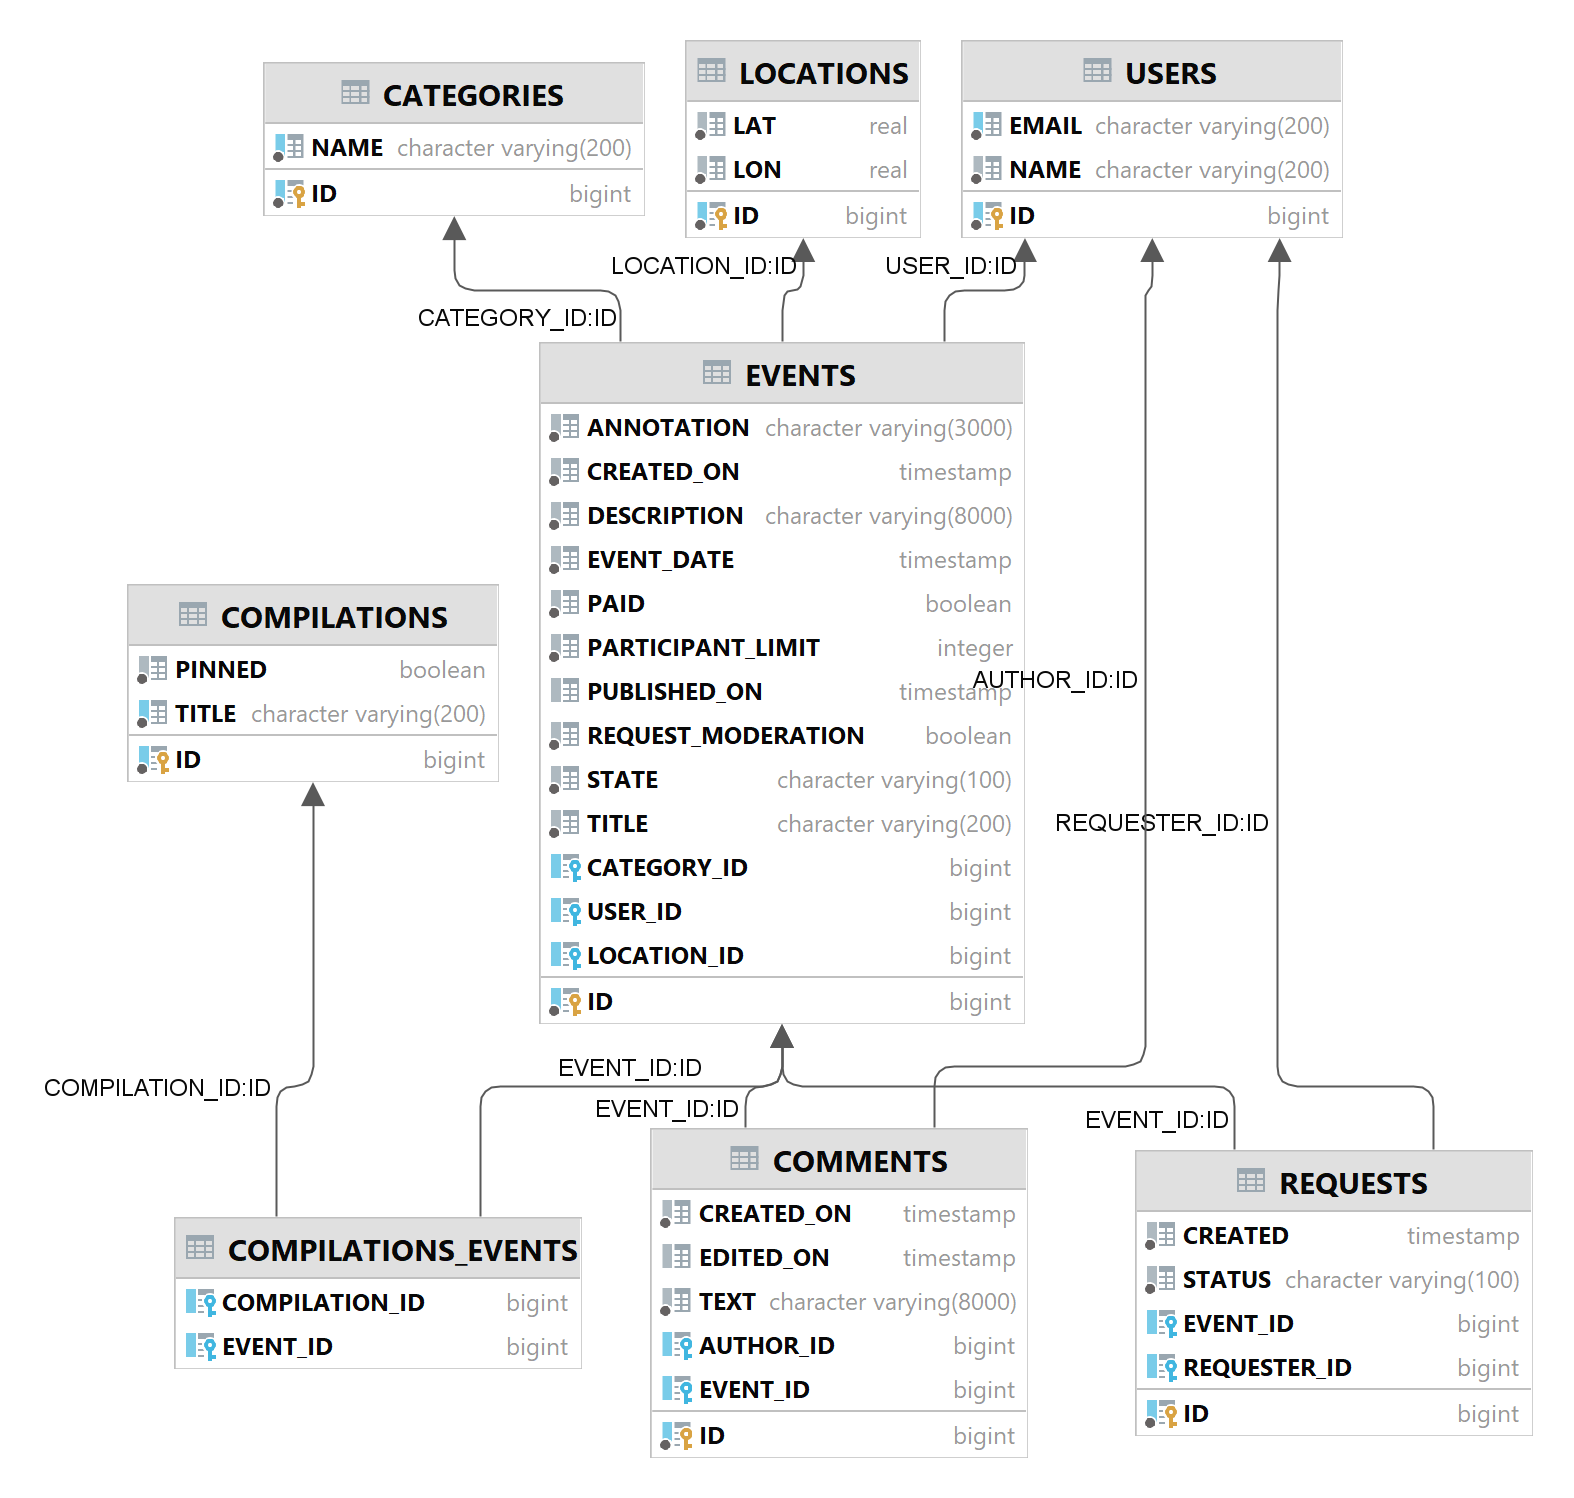 CATEGORIES
NAME character varying(200)
ID bigint
LOCATIONS
LAT real
LON real
ID bigint
USERS
EMAIL character varying(200)
NAME character varying(200)
ID bigint
LOCATION_ID:ID
USER_ID:ID
CATEGORY_ID:ID
EVENTS
ANNOTATION character varying(3000)
CREATED_ON timestamp
DESCRIPTION character varying(8000)
EVENT_DATE timestamp
PAID boolean
PARTICIPANT_LIMIT integer
PUBLISHED_ON timestamp
REQUEST_MODERATION boolean
STATE character varying(100)
TITLE character varying(200)
CATEGORY_ID bigint
USER_ID bigint
LOCATION_ID bigint
ID bigint
COMPILATIONS
PINNED boolean
TITLE character varying(200)
ID bigint
AUTHOR_ID:ID
REQUESTER_ID:ID
EVENT_ID:ID
COMPILATION_ID:ID
EVENT_ID:ID
EVENT_ID:ID
COMPILATIONS_EVENTS
COMPILATION_ID bigint
EVENT_ID bigint
COMMENTS
CREATED_ON timestamp
EDITED_ON timestamp
TEXT character varying(8000)
AUTHOR_ID bigint
EVENT_ID bigint
ID bigint
REQUESTS
CREATED timestamp
STATUS character varying(100)
EVENT_ID bigint
REQUESTER_ID bigint
ID bigint